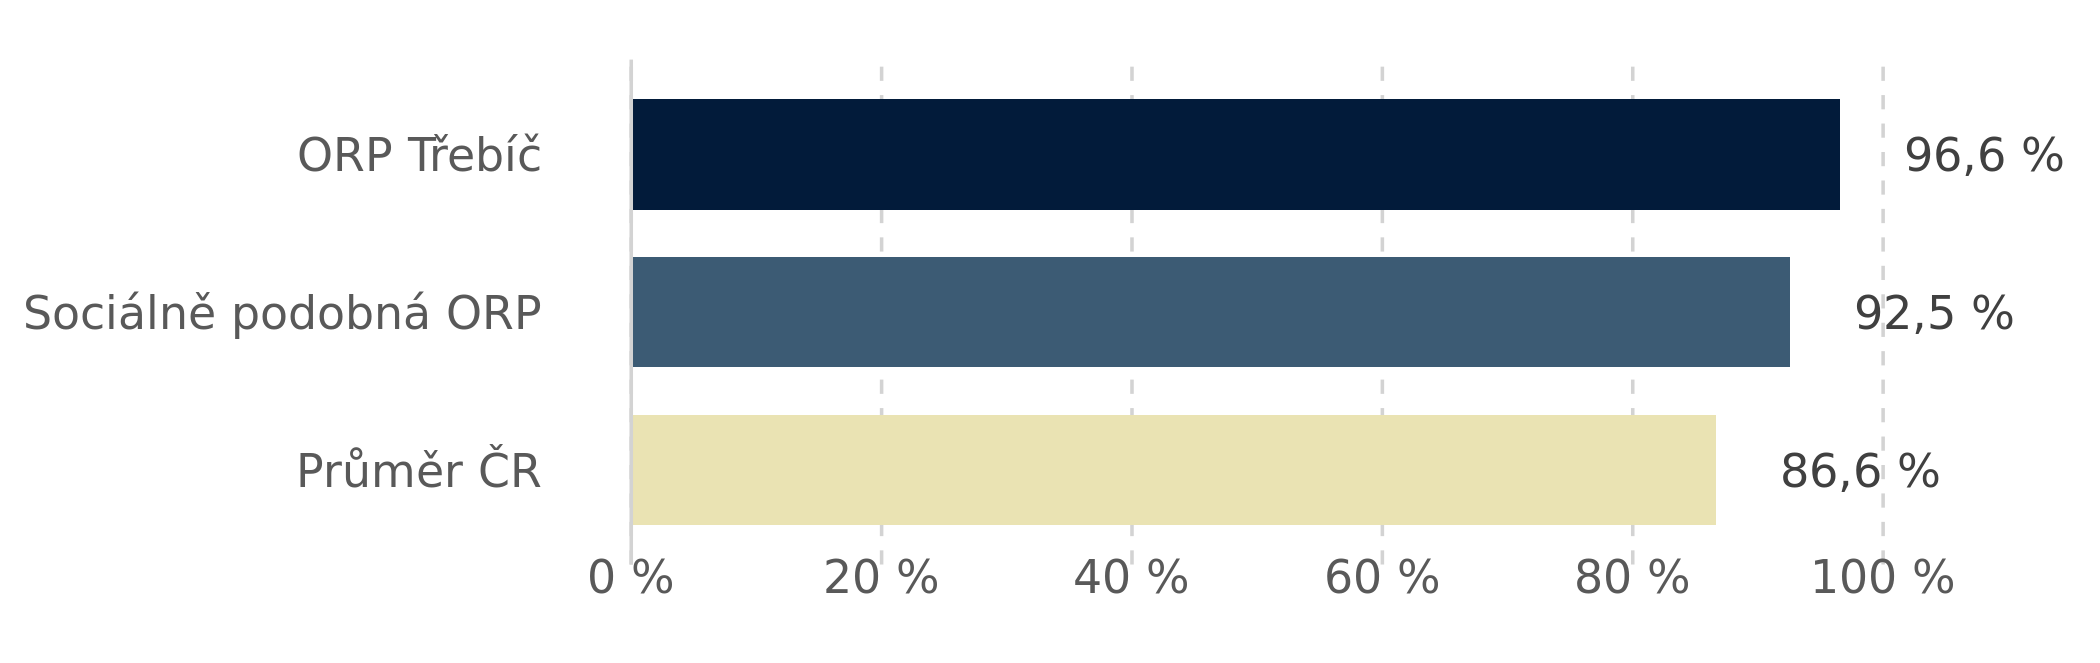 ORP Třebíč 96,6 %
Sociálně podobná ORP 92,5 %
Průměr ČR 86,6 %
0 % 20 % 40 % 60 % 80 % 100 %